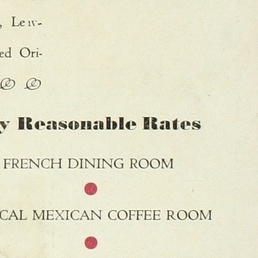 , Lew-
ed Ori-
y Reasonable Rates
FRENCH DINING ROOM
CAL MEXICAN COFFEE ROOM